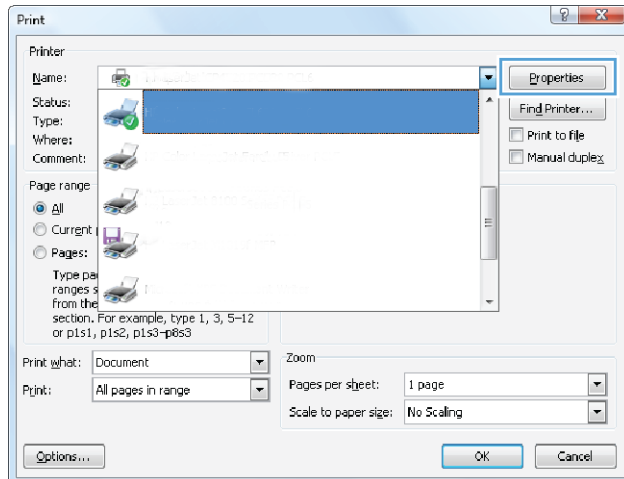 Print
Printer
Name:
Properties
Status:
Find Printer...
Type:
Where:
Print to file
Comment:
Manual duplex
Page range
All
Current
Pages:
Type
ranges
from the
section. For example, type 1, 3, 5–12
or p1s1, p1s2, p1s3–p8s3
Print what: Document
Zoom
Print: All pages in range
Pages per sheet: 1 page
Scale to paper size: No Scaling
Options...
OK
Cancel